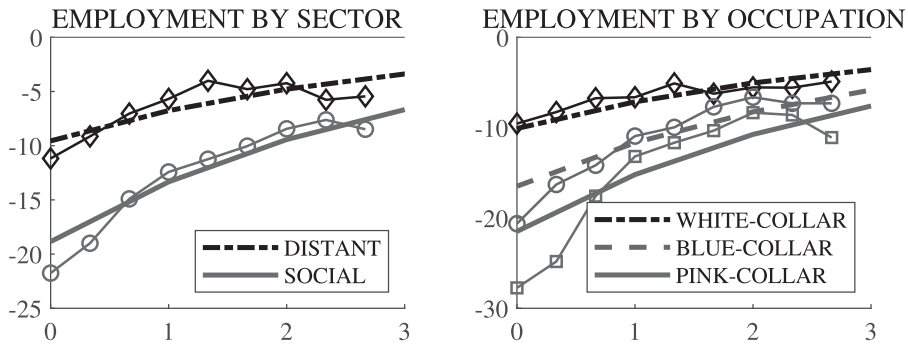 EMPLOYMENT BY SECTOR
0
-5
-10
-15
-20
-25
0 1 2 3
DISTANT
SOCIAL
EMPLOYMENT BY OCCUPATION
0
-10
-20
-30
0 1 2 3
WHITE-COLLAR
BLUE-COLLAR
PINK-COLLAR